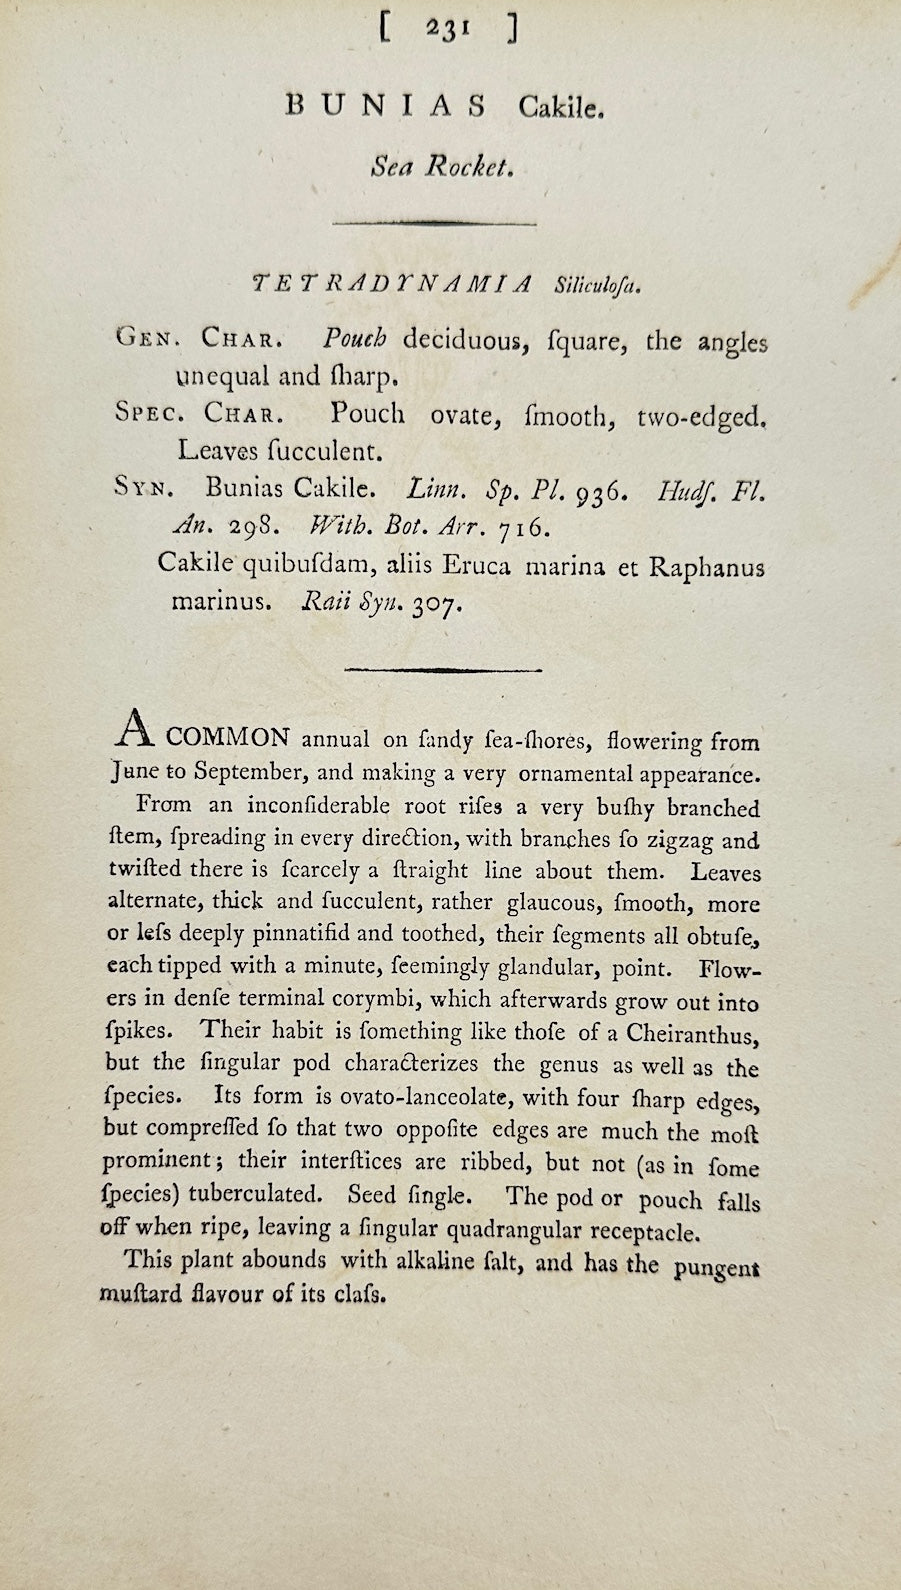 [ 231 ]
BUNIAS Cakile.
Sea Rocket.
TETRADYNAMIA Siliculoſa.
GEN. CHAR. Pouch deciduous, ſquare, the angles
unequal and ſharp.
SPEC. CHAR. Pouch ovate, ſmooth, two-edged.
Leaves ſucculent.
SYN. Bunias Cakile. Linn. Sp. Pl. 936. Hudſ. Fl.
An. 298. With. Bot. Arr. 716.
Cakile quibuſdam, aliis Eruca marina et Raphanus
marinus. Raii Syn. 307.
A COMMON annual on ſandy ſea-ſhores, flowering from
June to September, and making a very ornamental appearance.
From an inconſiderable root riſes a very buſhy branched
ſtem, ſpreading in every direction, with branches ſo zigzag and
twiſted there is ſcarcely a ſtraight line about them. Leaves
alternate, thick and ſucculent, rather glaucous, ſmooth, more
or leſs deeply pinnatifid and toothed, their ſegments all obtuſe,
each tipped with a minute, ſeemingly glandular, point. Flow-
ers in denſe terminal corymbi, which afterwards grow out into
ſpikes. Their habit is ſomething like thoſe of a Cheiranthus,
but the ſingular pod characterizes the genus as well as the
ſpecies. Its form is ovato-lanceolate, with four ſharp edges,
but compreſſed ſo that two oppoſite edges are much the moſt
prominent; their interſtices are ribbed, but not (as in ſome
ſpecies) tuberculated. Seed ſingle. The pod or pouch falls
off when ripe, leaving a ſingular quadrangular receptacle.
This plant abounds with alkaline ſalt, and has the pungent
muſtard flavour of its claſs.